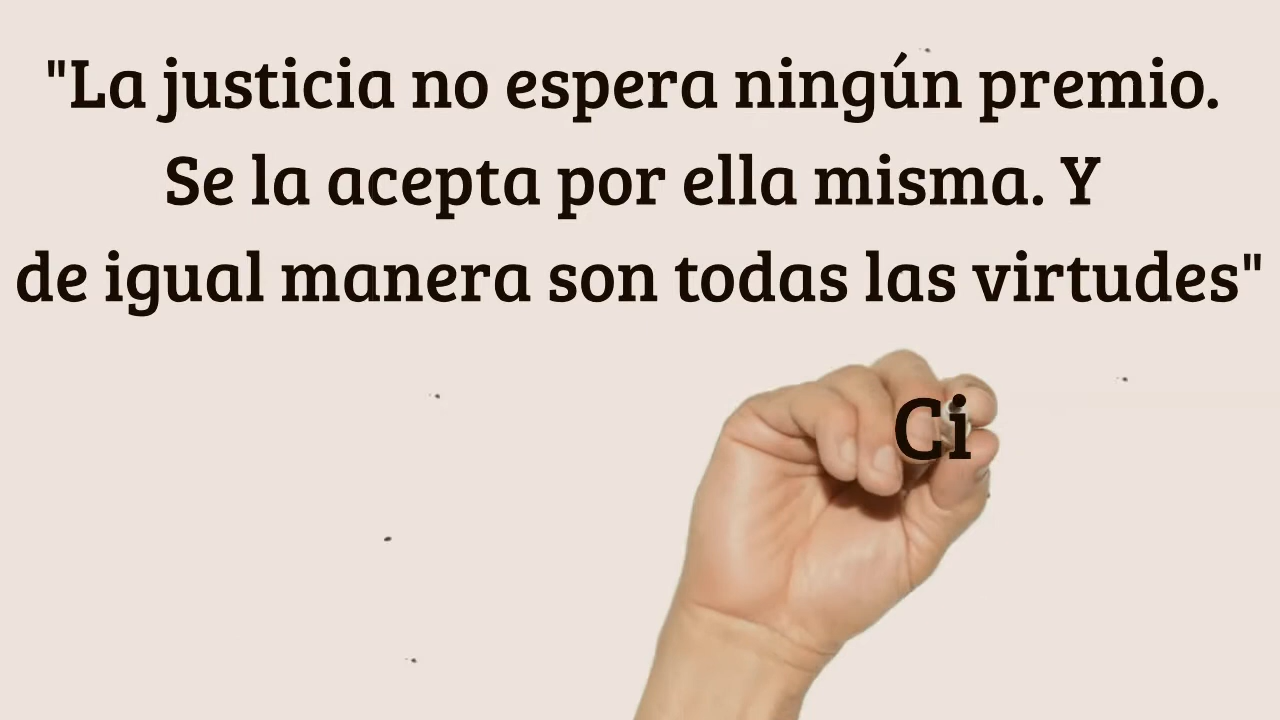 "La justicia no espera ningún premio.
Se la acepta por ella misma. Y
de igual manera son todas las virtudes"
Ci